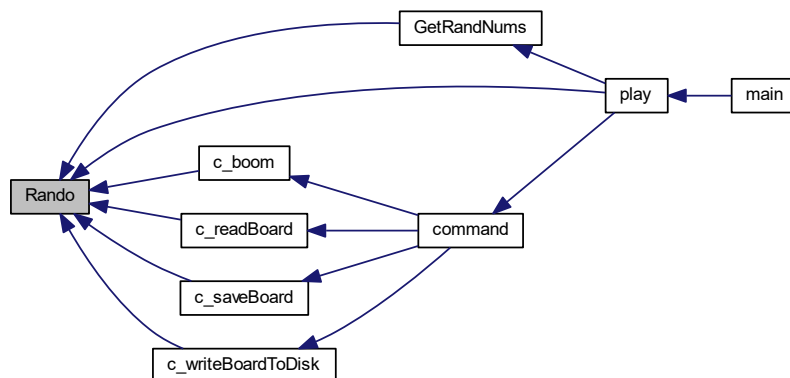 GetRandNums
play
main
c_boom
Rando
c_readBoard
command
c_saveBoard
c_writeBoardToDisk